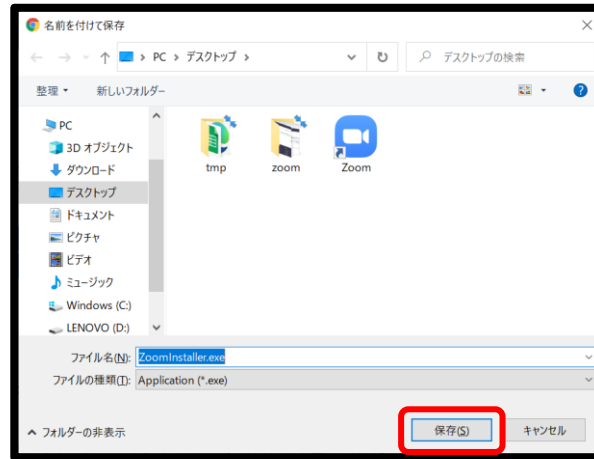 名前を付けて保存
PC > デスクトップ >
デスクトップの検索
整理
新しいフォルダー
PC
3D オブジェクト
ダウンロード
デスクトップ
ドキュメント
ピクチャ
ビデオ
ミュージック
Windows (C:)
LENOVO (D:)
tmp
zoom
Zoom
ファイル名(N): ZoomInstaller.exe
ファイルの種類(T): Application (*.exe)
フォルダーの非表示
保存(S)
キャンセル